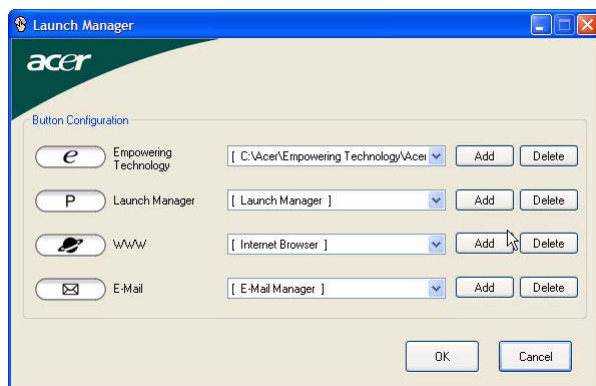 Launch Manager
acer
Button Configuration
e Empowering Technology [ C:\Acer\Empowering Technology\Acer Add Delete
P Launch Manager [ Launch Manager ] Add Delete
WWW [ Internet Browser ] Add Delete
E-Mail [ E-Mail Manager ] Add Delete
OK Cancel